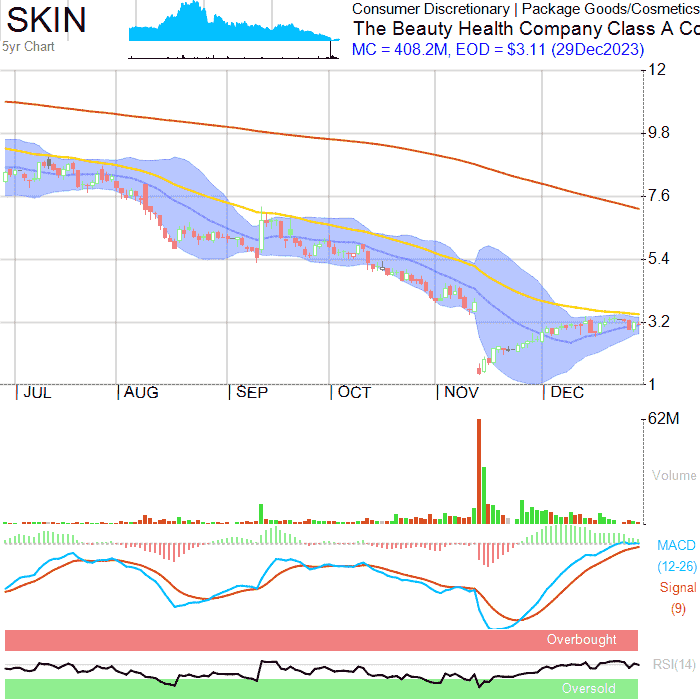 SKIN
5yr Chart
Consumer Discretionary | Package Goods/Cosmetics
The Beauty Health Company Class A Co
MC = 408.2M, EOD = $3.11 (29Dec2023)
12
9.8
7.6
5.4
3.2
1
JUL AUG SEP OCT NOV DEC
62M
Volume
MACD
(12-26)
Signal
(9)
Overbought
RSI(14)
Oversold